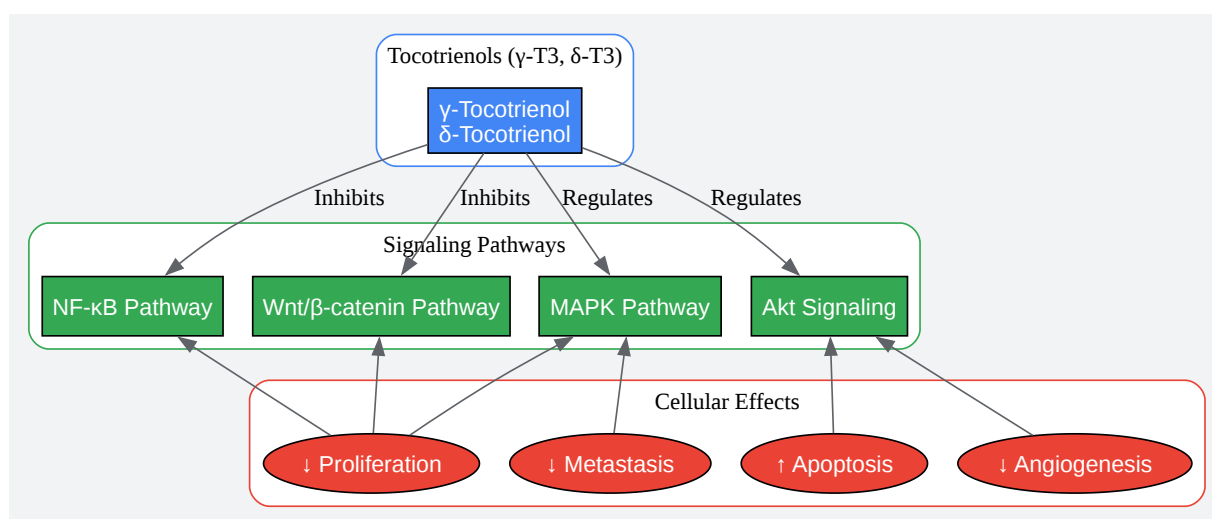 Tocotrienols (γ-T3, δ-T3)
γ-Tocotrienol
δ-Tocotrienol
Inhibits
Inhibits
Regulates
Regulates
Signaling Pathways
NF-κB Pathway
Wnt/β-catenin Pathway
MAPK Pathway
Akt Signaling
Cellular Effects
↓ Proliferation
↓ Metastasis
↑ Apoptosis
↓ Angiogenesis